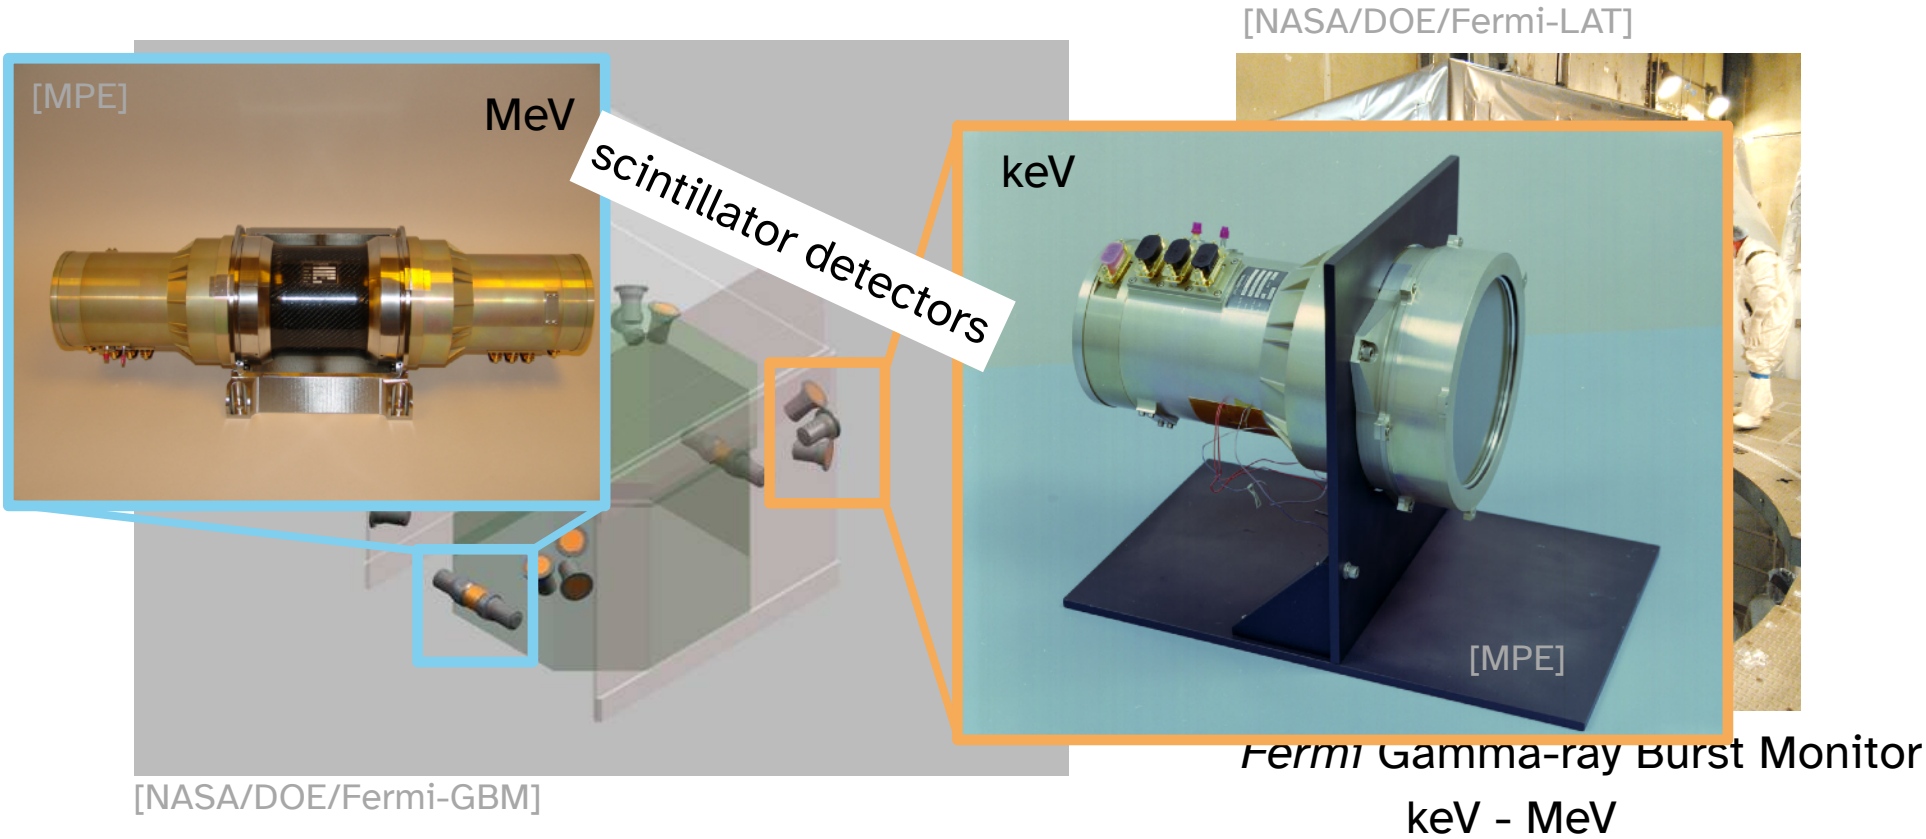 [NASA/DOE/Fermi-LAT]
[MPE]
MeV
scintillator detectors
keV
[MPE]
Fermi Gamma-ray Burst Monitor
[NASA/DOE/Fermi-GBM]
keV - MeV